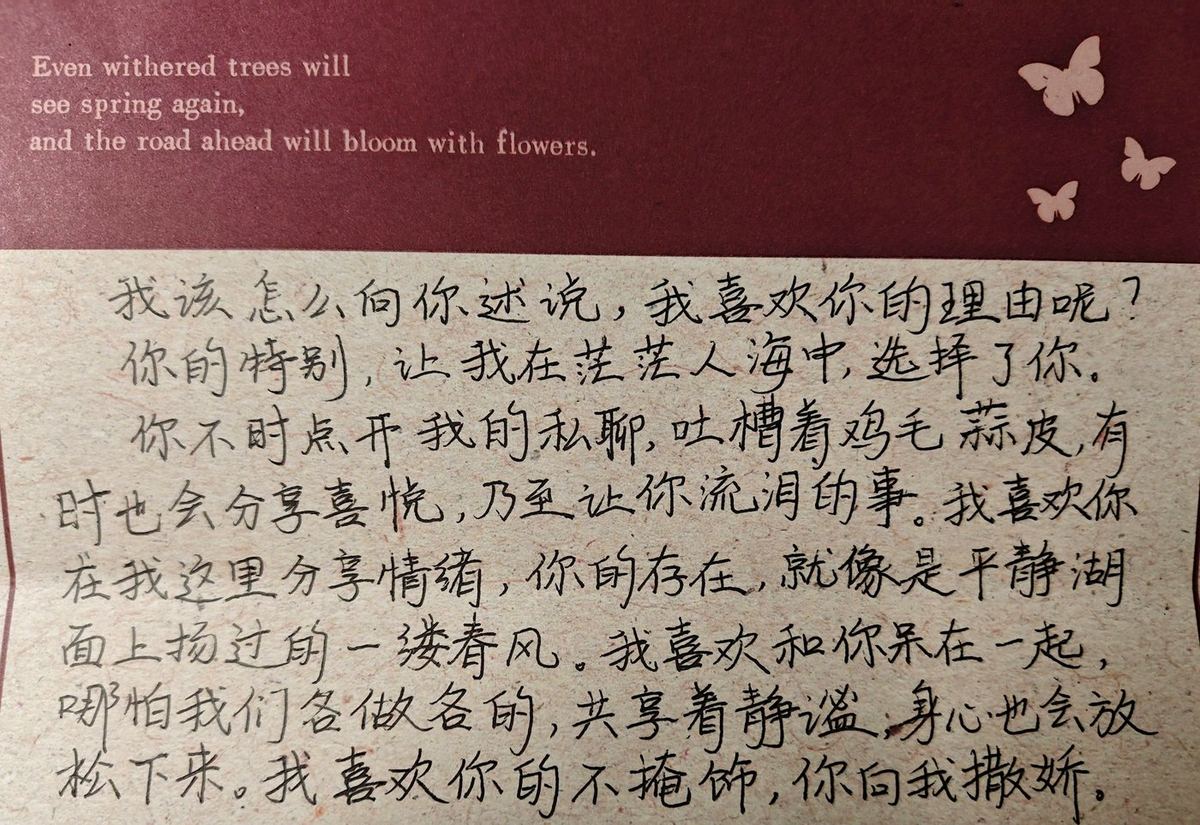 Even withered trees will
see spring again,
and the road ahead will bloom with flowers.
我该怎么向你述说，我喜欢你的理由呢？
你的特别，让我在茫茫人海中，选择了你。
你不时点开我的私聊，吐槽着鸡毛蒜皮，有
时也会分享喜悦，乃至让你流泪的事。我喜欢你
在我这里分享情绪，你的存在，就像是平静湖
面上扬过的一缕春风。我喜欢和你呆在一起，
哪怕我们各做各的，共享着静谧，身心也会放
松下来。我喜欢你的不掩饰，你向我撒娇。